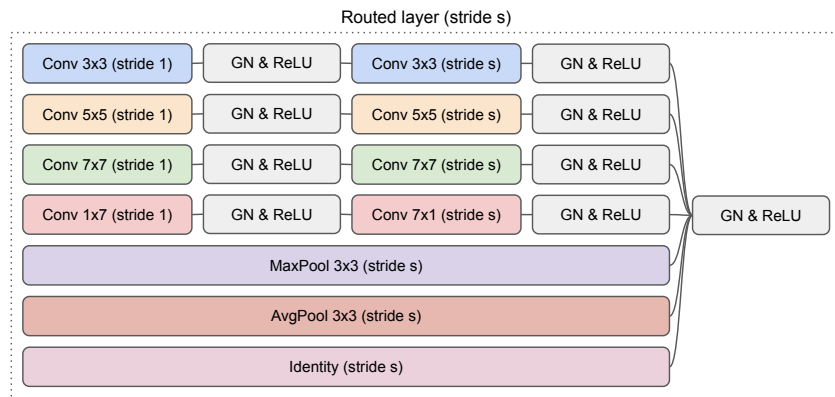 Routed layer (stride s)
Conv 3x3 (stride 1) GN & ReLU Conv 3x3 (stride s) GN & ReLU
Conv 5x5 (stride 1) GN & ReLU Conv 5x5 (stride s) GN & ReLU
Conv 7x7 (stride 1) GN & ReLU Conv 7x7 (stride s) GN & ReLU
Conv 1x7 (stride 1) GN & ReLU Conv 7x1 (stride s) GN & ReLU GN & ReLU
MaxPool 3x3 (stride s)
AvgPool 3x3 (stride s)
Identity (stride s)